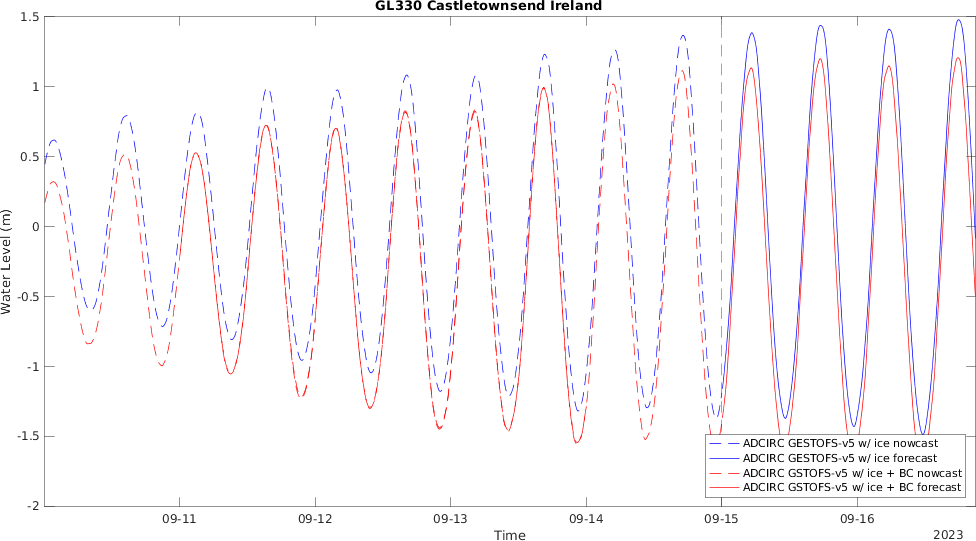 GL330 Castletownsend Ireland
1.5
1
0.5
0
-0.5
-1
-1.5
-2
Water Level (m)
09-11 09-12 09-13 09-14 09-15 09-16
Time
2023
ADCIRC GESTOFS-v5 w/ ice nowcast
ADCIRC GESTOFS-v5 w/ ice forecast
ADCIRC GSTOFS-v5 w/ ice + BC nowcast
ADCIRC GSTOFS-v5 w/ ice + BC forecast